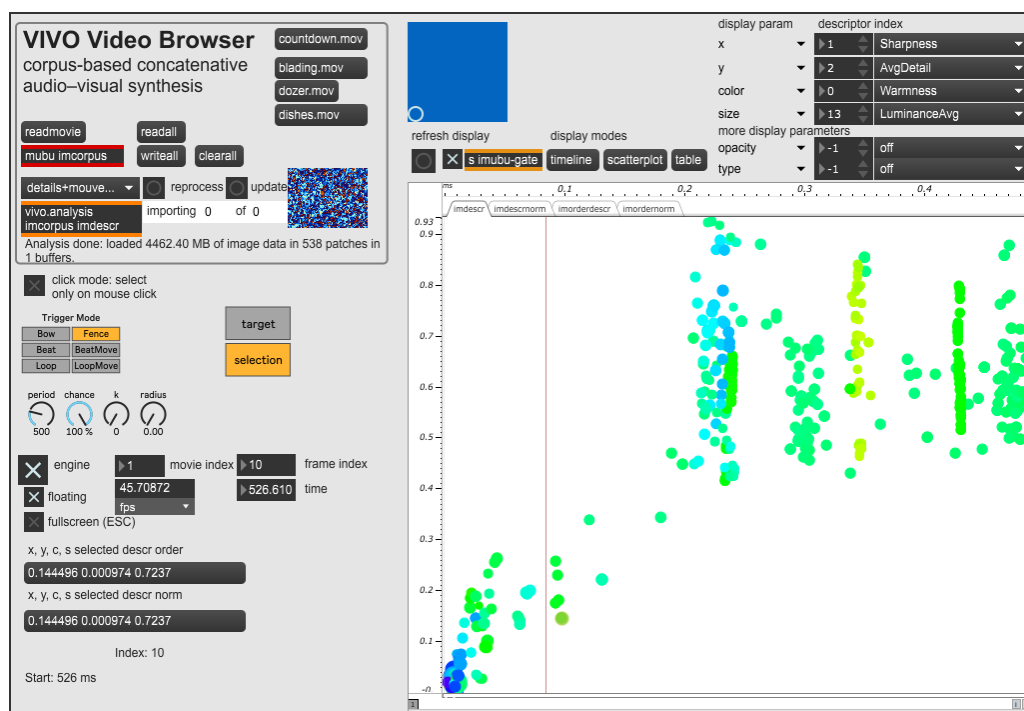 VIVO Video Browser
corpus-based concatenative
audio–visual synthesis
countdown.mov
blading.mov
dozer.mov
dishes.mov
readmovie
readall
mubu imcorpus
writeall
clearall
details+mouve...
reprocess
update
vivo.analysis
imcorpus imdescr
importing 0 of 0
Analysis done: loaded 4462.40 MB of image data in 538 patches in
1 buffers.
click mode: select
only on mouse click
Trigger Mode
Bow
Fence
Beat
BeatMove
Loop
LoopMove
target
selection
period
chance
k
radius
500
100 %
0
0.00
engine
1
movie index
10
frame index
floating
45.70872
fps
526.610
time
fullscreen (ESC)
x, y, c, s selected descr order
0.144496 0.000974 0.7237
x, y, c, s selected descr norm
0.144496 0.000974 0.7237
Index: 10
Start: 526 ms
display param
descriptor index
x
1
Sharpness
y
2
AvgDetail
color
0
Warmness
size
13
LuminanceAvg
more display parameters
opacity
-1
off
type
-1
off
refresh display
display modes
s imubu-gate
timeline
scatterplot
table
ms
0.1
0.2
0.3
0.4
imdescr
imdescrnorm
imorderdescr
imordernorm
0.93
0.9
0.8
0.7
0.6
0.5
0.4
0.3
0.2
0.1
-0
1